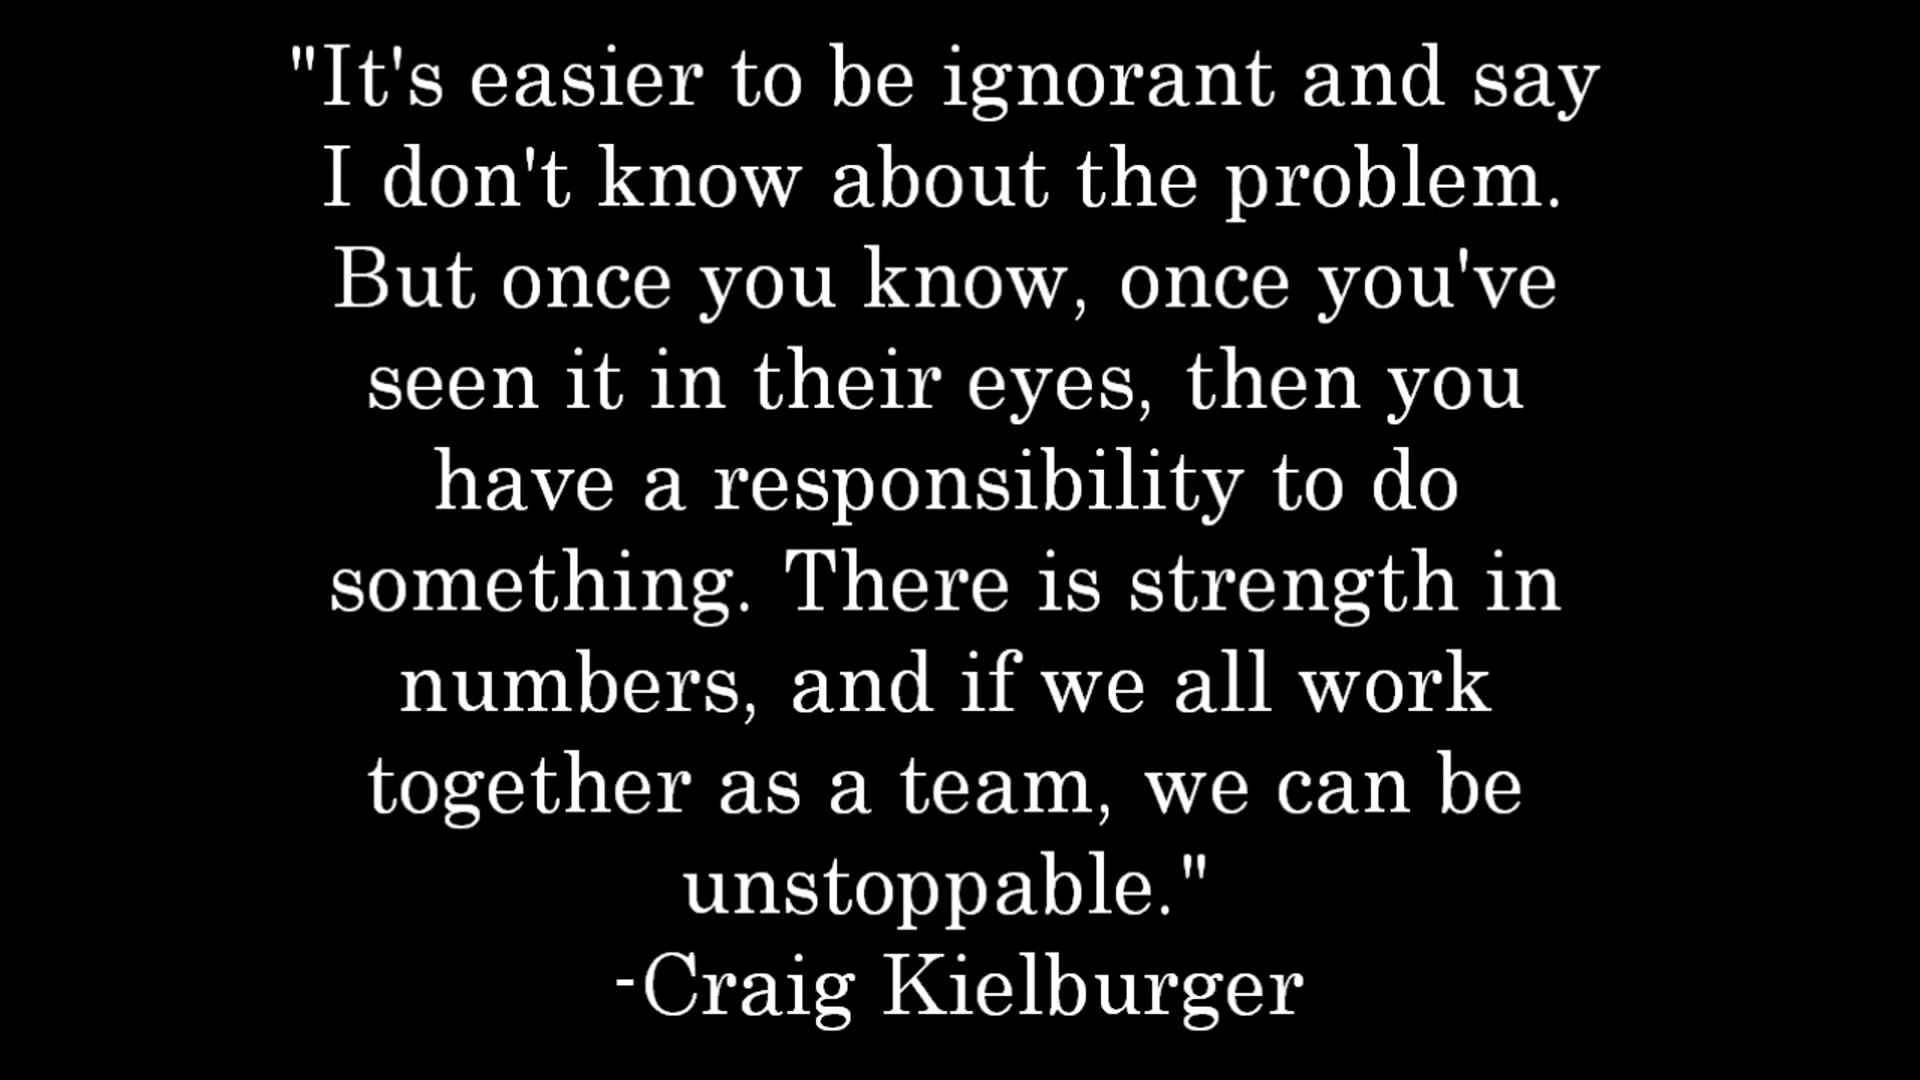 "It's easier to be ignorant and say
I don't know about the problem.
But once you know, once you've
seen it in their eyes, then you
have a responsibility to do
something. There is strength in
numbers, and if we all work
together as a team, we can be
unstoppable."
-Craig Kielburger